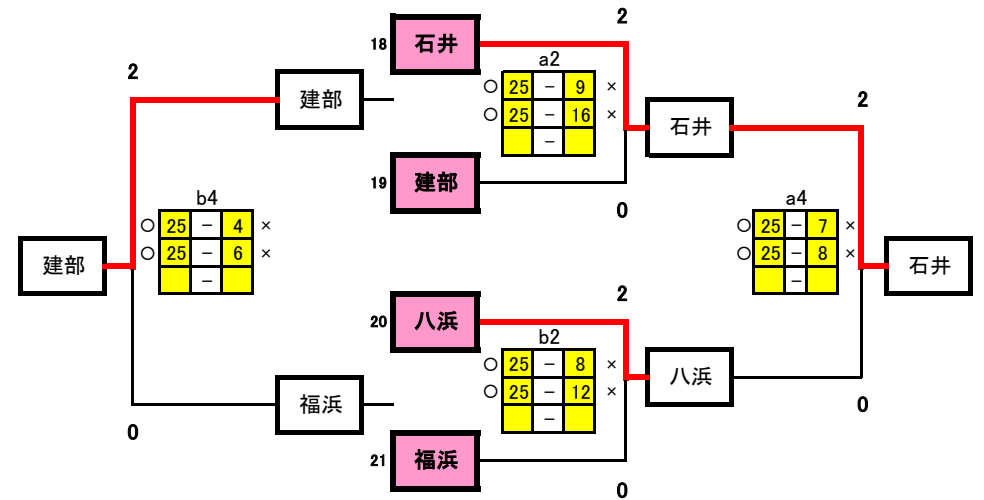 2
18 石井
a2
○ 25 － 9 ×
○ 25 － 16 ×
－
2
建部
石井
2
19 建部
0
b4
○ 25 － 4 ×
○ 25 － 6 ×
－
a4
○ 25 － 7 ×
○ 25 － 8 ×
－
建部
石井
20 八浜
2
b2
○ 25 － 8 ×
○ 25 － 12 ×
－
八浜
福浜
0
0
21 福浜
0